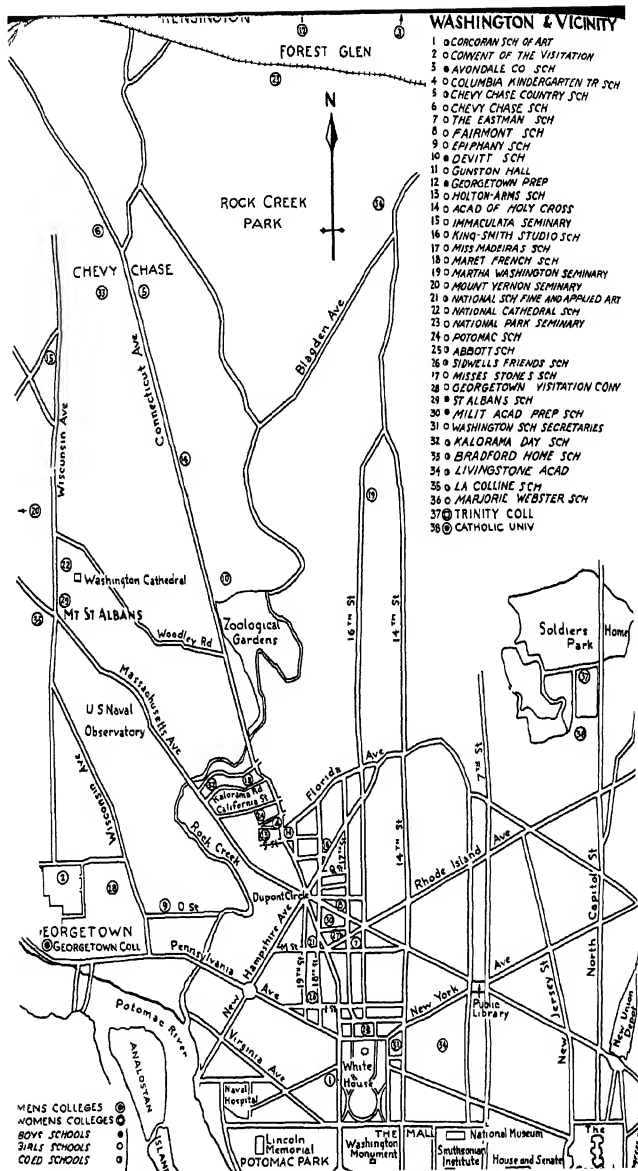 KENSINGTON
FOREST GLEN
WASHINGTON & VICINITY
1 CORCORAN SCH OF ART
2 CONVENT OF THE VISITATION
3 AVONDALE CO SCH
4 COLUMBIA KINDERGARTEN TR SCH
5 CHEVY CHASE COUNTRY SCH
6 CHEVY CHASE SCH
7 THE EASTMAN SCH
8 FAIRMONT SCH
9 EPIPHANY SCH
10 DEVITT SCH
11 GUNSTON HALL
12 GEORGETOWN PREP
13 HOLTON-ARMS SCH
14 ACAD OF HOLY CROSS
15 IMMACULATA SEMINARY
16 KING-SMITH STUDIO SCH
17 MISS MADEIRAS SCH
18 MARET FRENCH SCH
19 MARTHA WASHINGTON SEMINARY
20 MOUNT VERNON SEMINARY
21 NATIONAL SCH FINE AND APPLIED ART
22 NATIONAL CATHEDRAL SCH
23 NATIONAL PARK SEMINARY
24 POTOMAC SCH
25 ABBOTT SCH
26 SIDWELLS FRIENDS SCH
27 MISSES STONES SCH
28 GEORGETOWN VISITATION CONV
29 ST ALBANS SCH
30 MILIT ACAD PREP SCH
31 WASHINGTON SCH SECRETARIES
32 KALORAMA DAY SCH
33 BRADFORD HOME SCH
34 LIVINGSTONE ACAD
35 LA COLLINE SCH
36 MARJORIE WEBSTER SCH
37 TRINITY COLL
38 CATHOLIC UNIV
N
ROCK CREEK
PARK
CHEVY CHASE
Connecticut Ave
Blagden Ave
Wisconsin Ave
Washington Cathedral
MT ST ALBANS
Woodley Rd
Zoological
Gardens
16TH St
14TH St
Soldiers Home
Park
U S Naval
Observatory
Massachusetts Ave
Wisconsin Ave
Kalorama Rd
California St
S St
Rock Creek
Florida Ave
7TH St
17TH St
14TH St
Rhode Island Ave
North Capitol St
Dupont Circle
O St
EORGETOWN
GEORGETOWN COLL
Pennsylvania Ave
New Hampshire Ave
M St
19TH St
18TH St
I St
New York Ave
Public
Library
New Jersey St
New Union
Depot
Potomac River
ANALOSTAN
ISLAND
Virginia Ave
Naval
Hospital
White
House
Lincoln
Memorial
POTOMAC PARK
THE MALL
Washington
Monument
National Museum
Smithsonian
Institute
House and Senate
The
MENS COLLEGES
WOMENS COLLEGES
BOYS SCHOOLS
GIRLS SCHOOLS
COED SCHOOLS